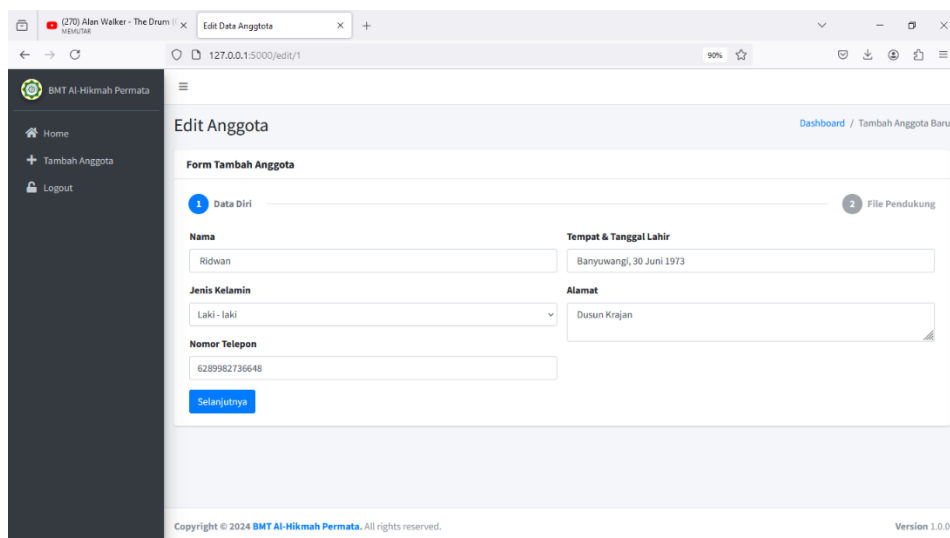 (270) Alan Walker - The Drum (
MEMUTAR
Edit Data Anggtota
127.0.0.1:5000/edit/1
90%
BMT Al-Hikmah Permata
Home
Tambah Anggota
Logout
Edit Anggota
Dashboard / Tambah Anggota Baru
Form Tambah Anggota
1 Data Diri
2 File Pendukung
Nama
Ridwan
Tempat & Tanggal Lahir
Banyuwangi, 30 Juni 1973
Jenis Kelamin
Laki - laki
Alamat
Dusun Krajan
Nomor Telepon
6289982736648
Selanjutnya
Copyright © 2024 BMT Al-Hikmah Permata. All rights reserved.
Version 1.0.0